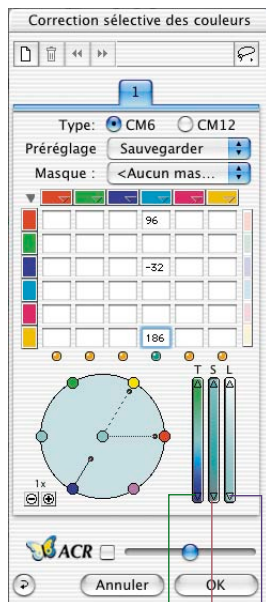 Correction sélective des couleurs
1
Type: CM6 CM12
Préréglage Sauvegarder
Masque : <Aucun mas...
96
-32
186
T S L
1x
ACR
Annuler OK